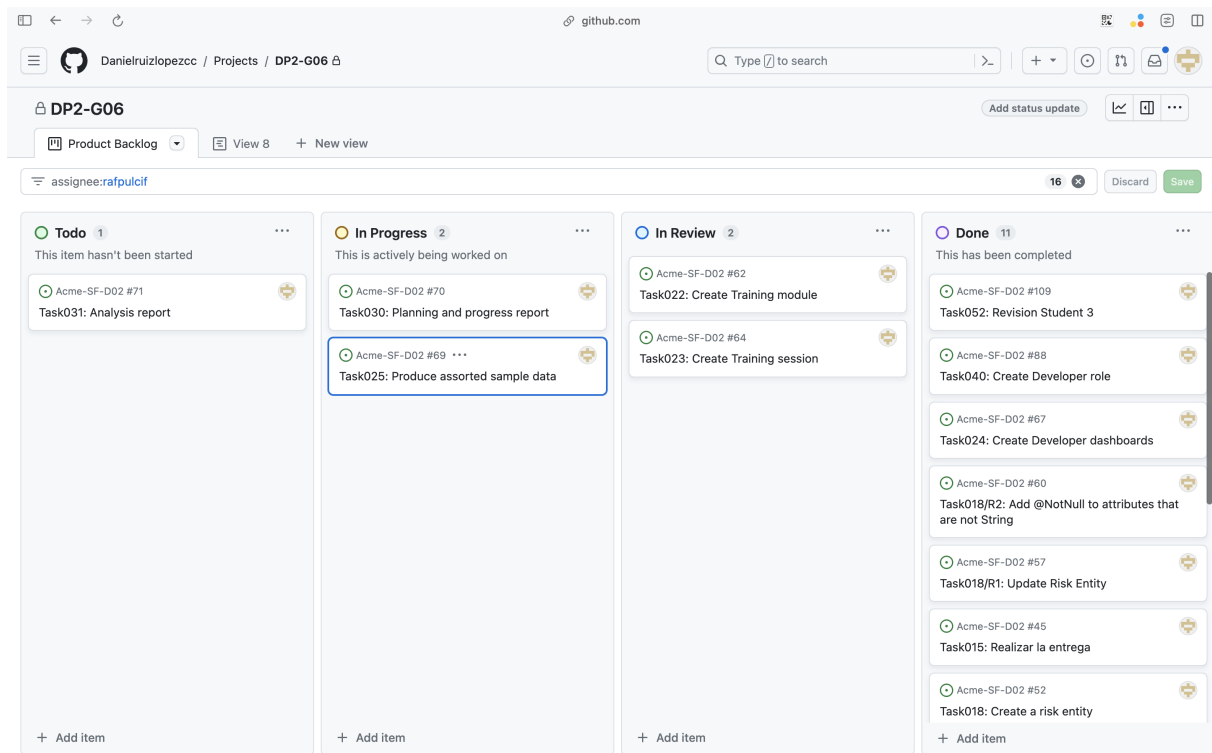 github.com
Danielruizlopezcc / Projects / DP2-G06
Type / to search
DP2-G06
Add status update
Product Backlog
View 8
New view
assignee:rafpulcif
16
Discard
Save
Todo 1
This item hasn't been started
Acme-SF-D02 #71
Task031: Analysis report
Add item
In Progress 2
This is actively being worked on
Acme-SF-D02 #70
Task030: Planning and progress report
Acme-SF-D02 #69
Task025: Produce assorted sample data
Add item
In Review 2
Acme-SF-D02 #62
Task022: Create Training module
Acme-SF-D02 #64
Task023: Create Training session
Add item
Done 11
This has been completed
Acme-SF-D02 #109
Task052: Revision Student 3
Acme-SF-D02 #88
Task040: Create Developer role
Acme-SF-D02 #67
Task024: Create Developer dashboards
Acme-SF-D02 #60
Task018/R2: Add @NotNull to attributes that
are not String
Acme-SF-D02 #57
Task018/R1: Update Risk Entity
Acme-SF-D02 #45
Task015: Realizar la entrega
Acme-SF-D02 #52
Task018: Create a risk entity
Add item